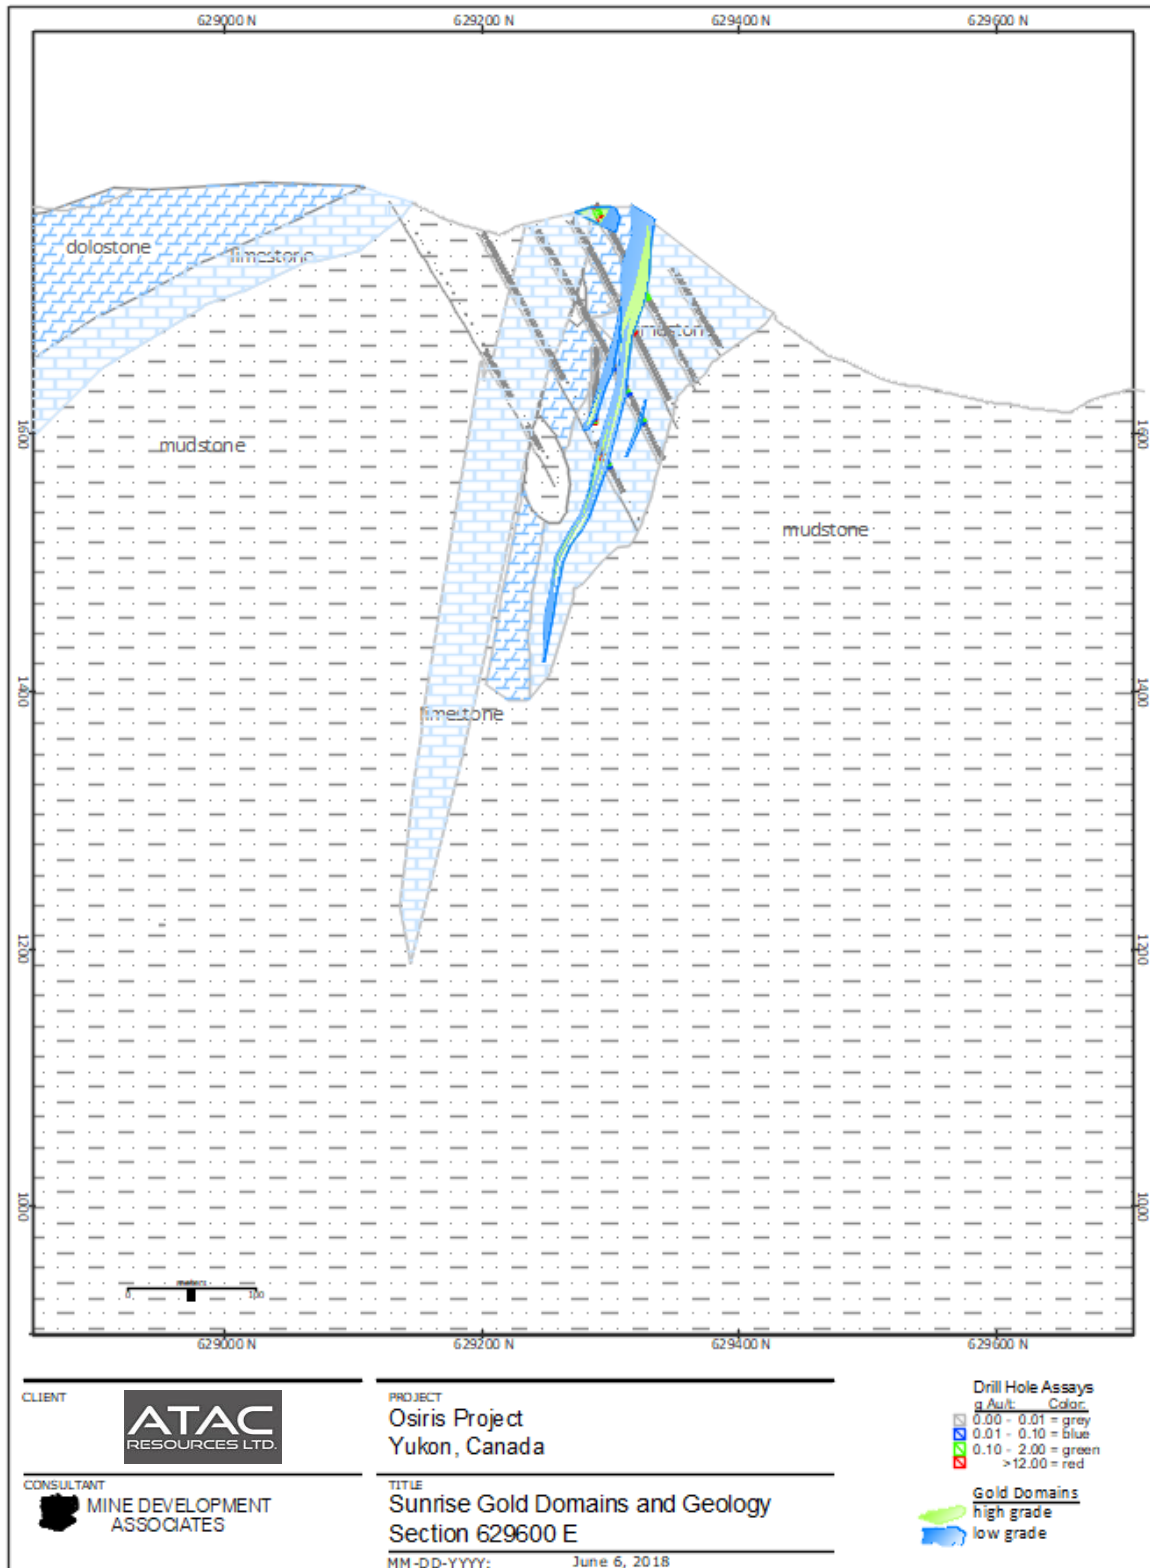 629000 N
629200 N
629400 N
629600 N
dolostone
limestone
limestone
mudstone
mudstone
limestone
1600
1600
1400
1400
1200
1200
1000
1000
meters
0
100
629000 N
629200 N
629400 N
629600 N
CLIENT
ATAC
RESOURCES LTD.
PROJECT
Osiris Project
Yukon, Canada
CONSULTANT
MINE DEVELOPMENT
ASSOCIATES
TITLE
Sunrise Gold Domains and Geology
Section 629600 E
MM-DD-YYYY: June 6, 2018
Drill Hole Assays
g Au/t: Color:
0.00 - 0.01 = grey
0.01 - 0.10 = blue
0.10 - 2.00 = green
>12.00 = red
Gold Domains
high grade
low grade